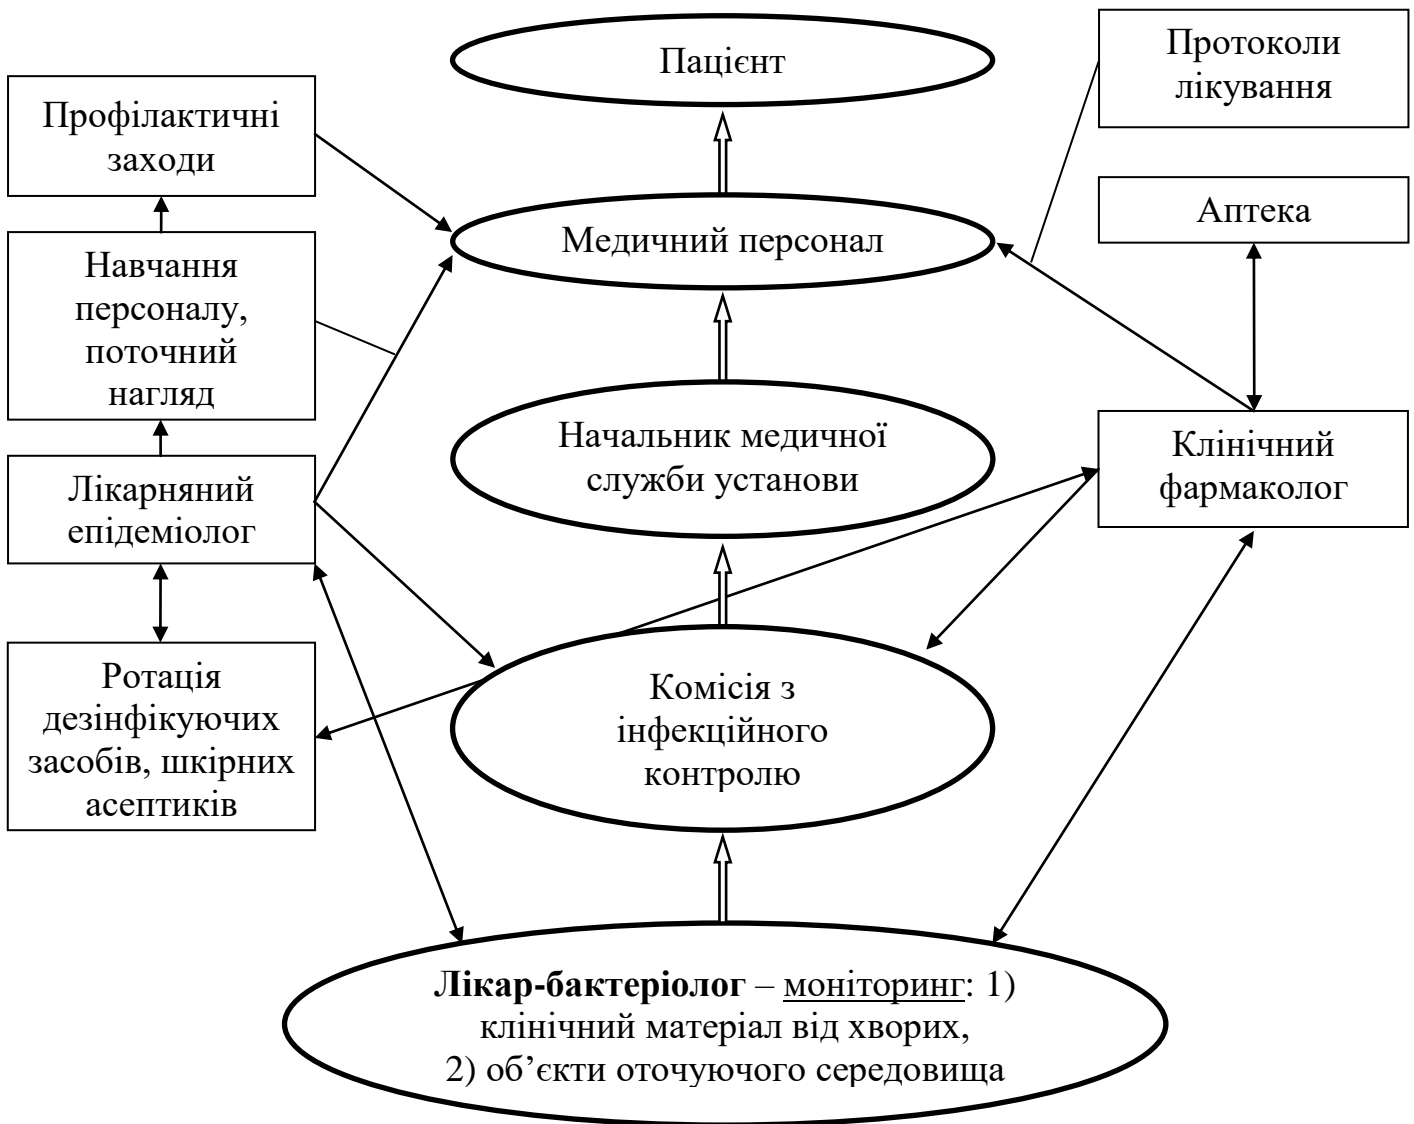 Пацієнт
Протоколи
лікування
Профілактичні
заходи
Аптека
Медичний персонал
Навчання
персоналу,
поточний
нагляд
Начальник медичної
служби установи
Клінічний
фармаколог
Лікарняний
епідеміолог
Ротація
дезінфікуючих
засобів, шкірних
асептиків
Комісія з
інфекційного
контролю
Лікар-бактеріолог – моніторинг: 1)
клінічний матеріал від хворих,
2) об’єкти оточуючого середовища